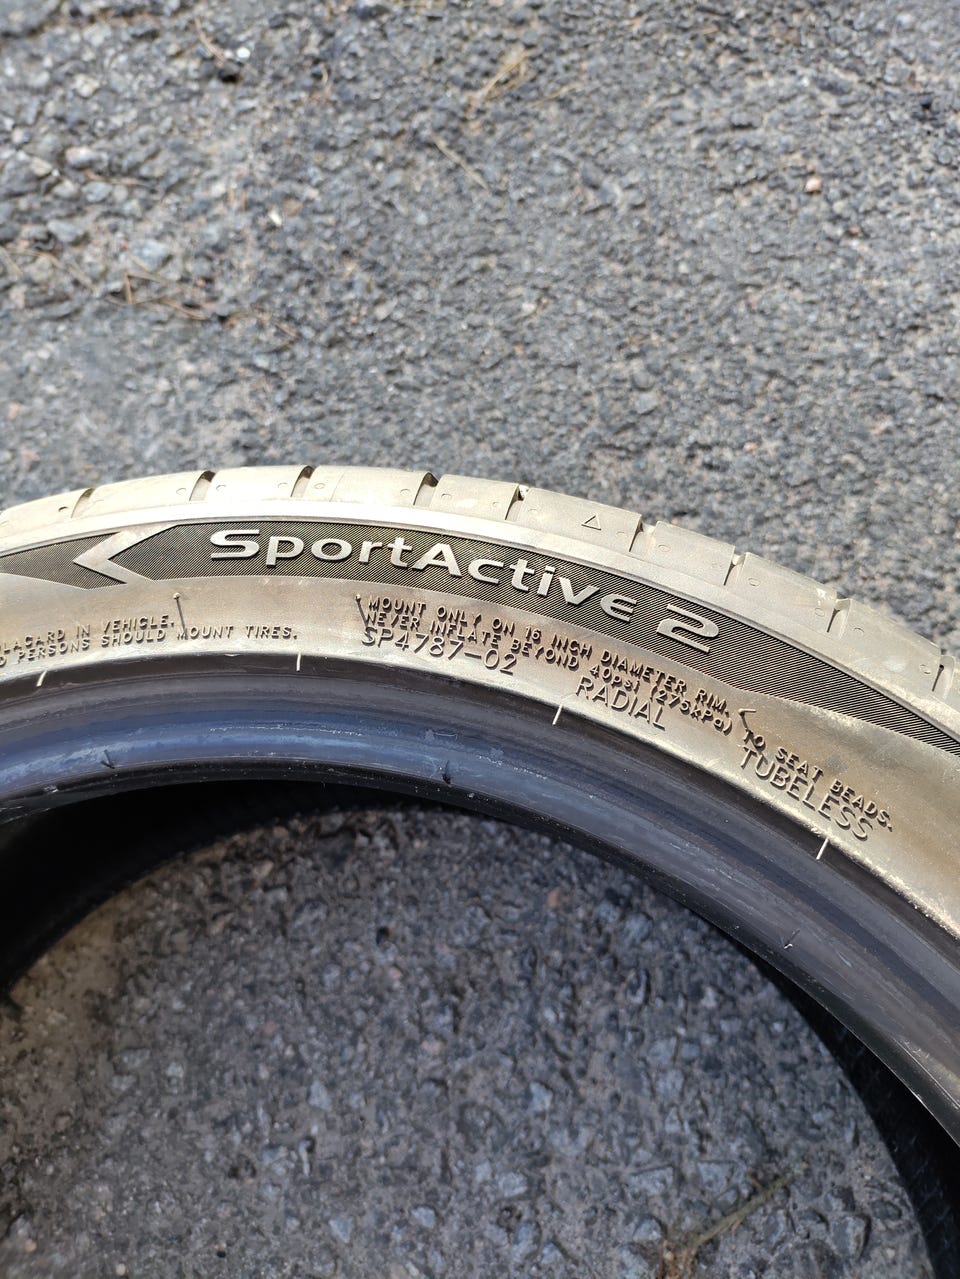 SportActive 2
PLACARD IN VEHICLE.
PERSONS SHOULD MOUNT TIRES.
MOUNT ONLY ON 16 INCH DIAMETER RIM.
NEVER INFLATE BEYOND 40PSI (275kPa) TO SEAT BEADS.
SP4787-02
RADIAL
TUBELESS